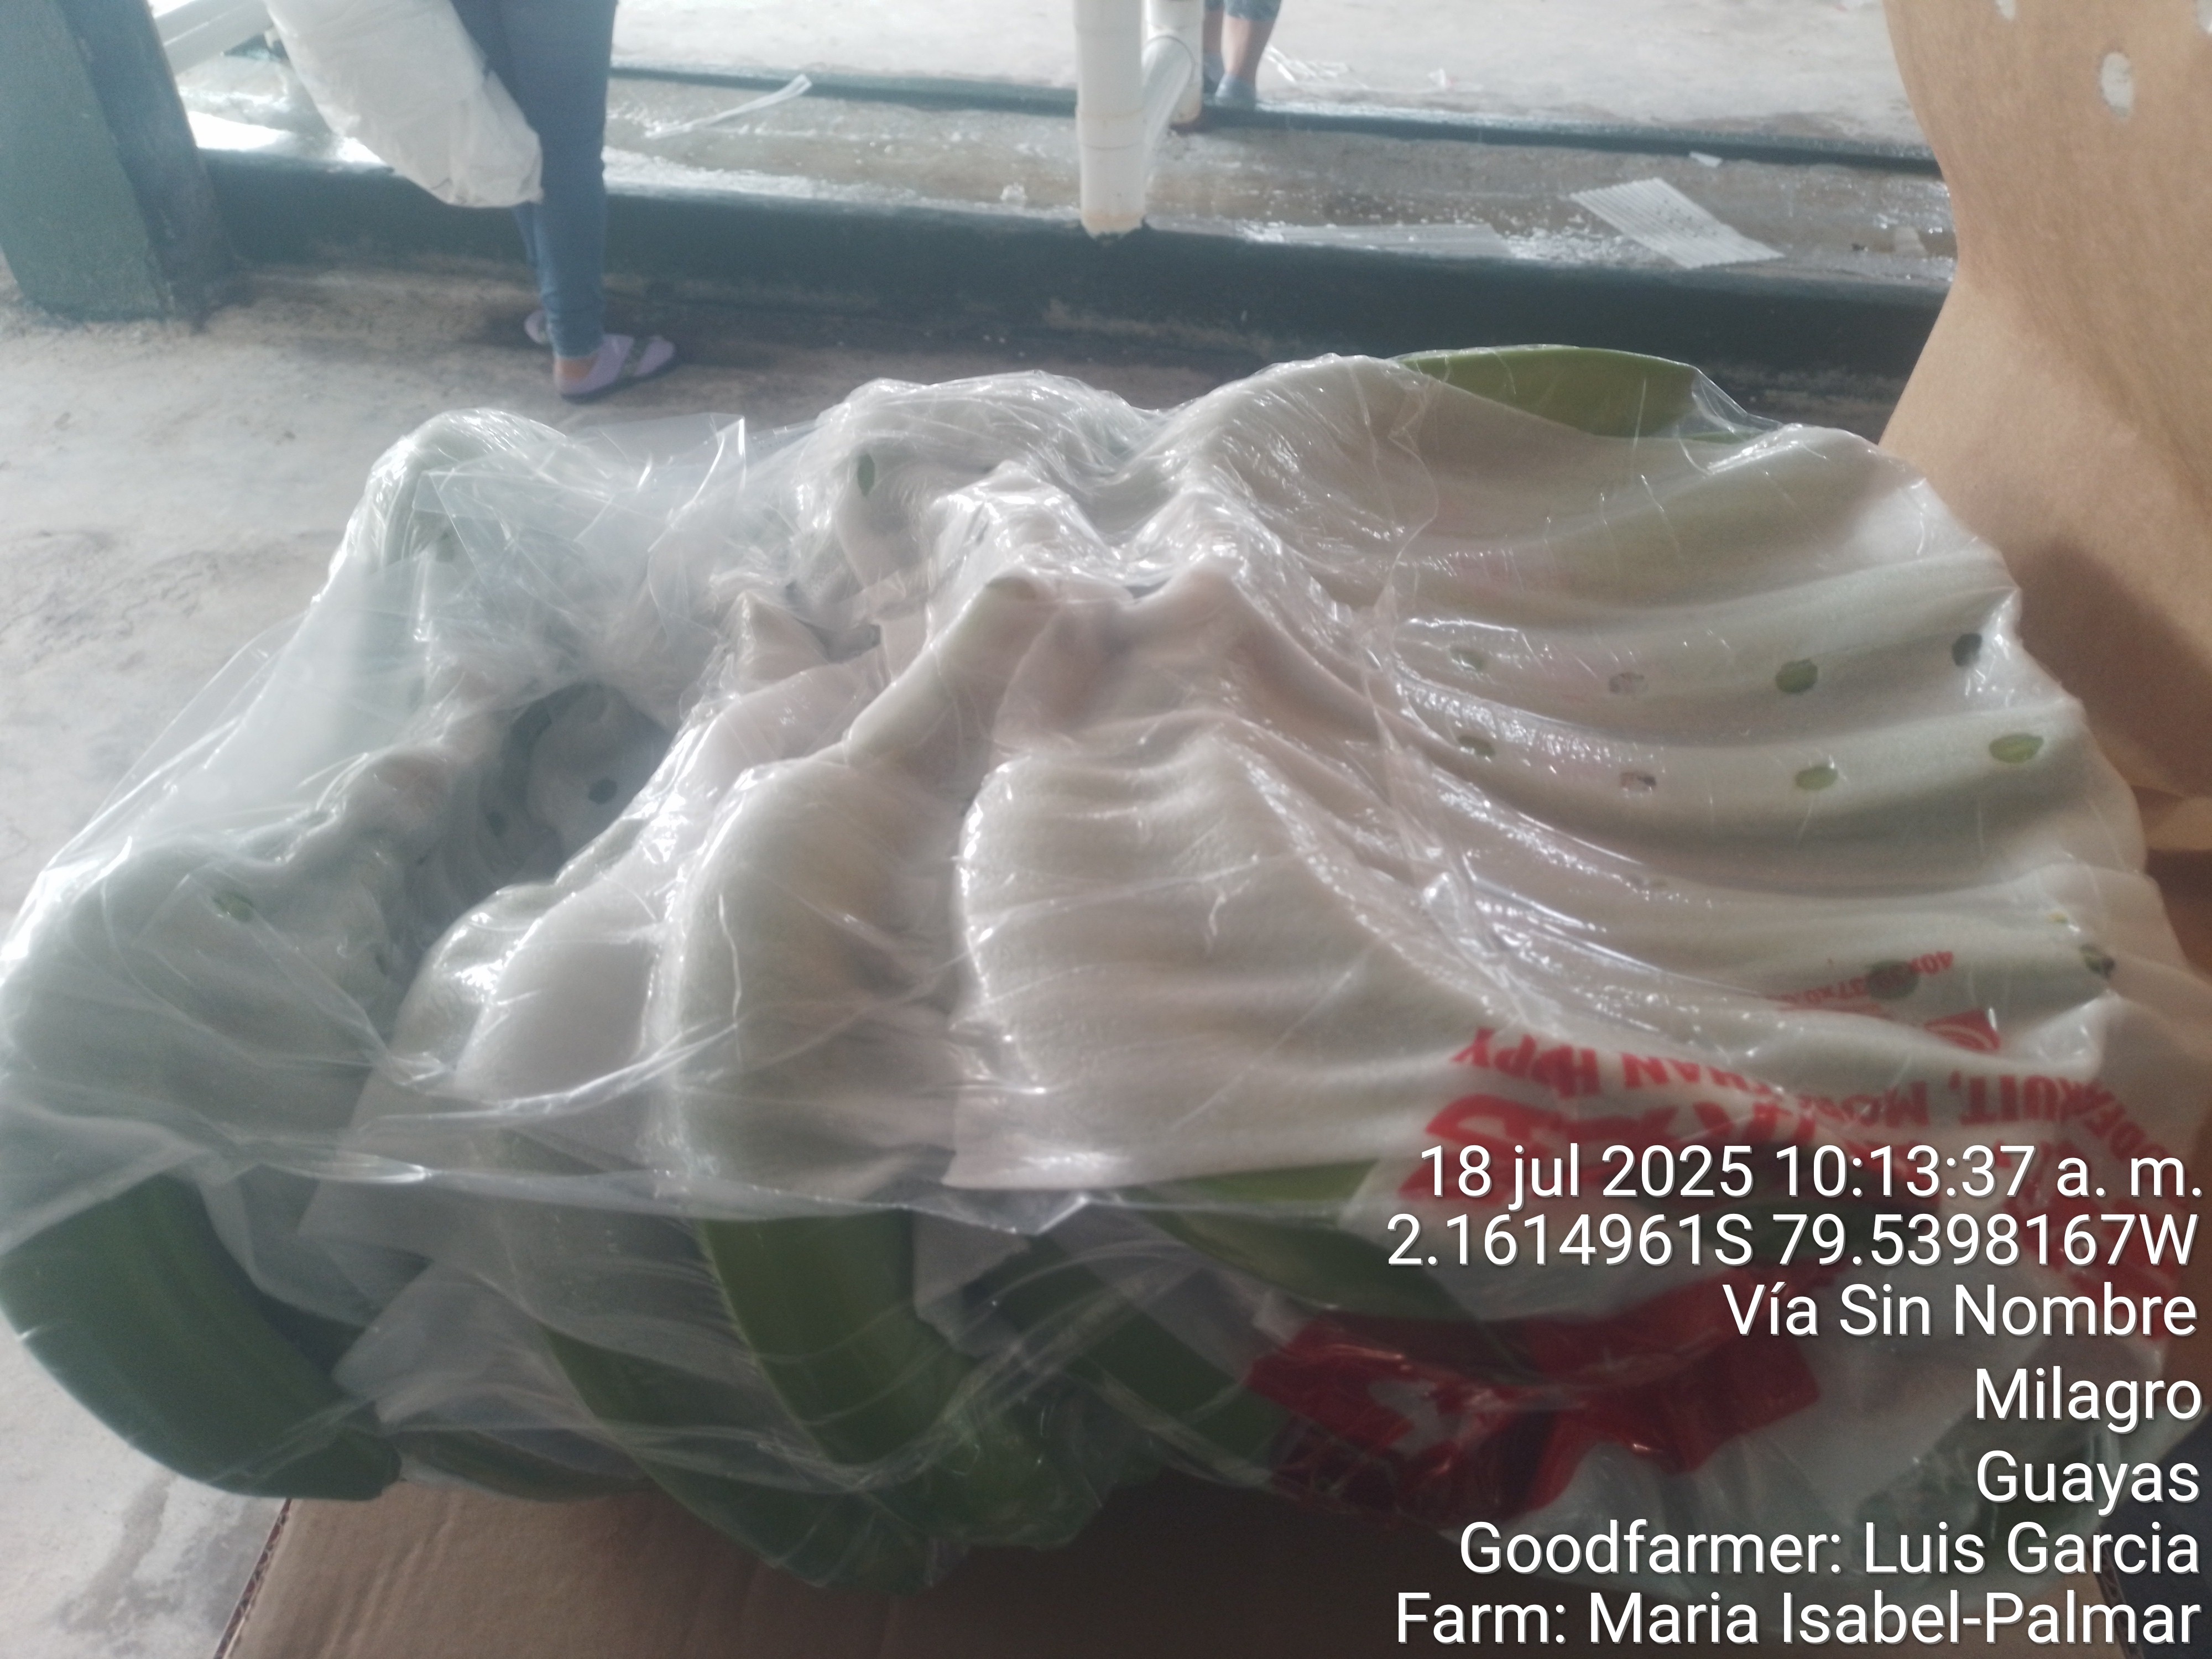 18 jul 2025 10:13:37 a. m.
2.1614961S 79.5398167W
Vía Sin Nombre
Milagro
Guayas
Goodfarmer: Luis Garcia
Farm: Maria Isabel-Palmar